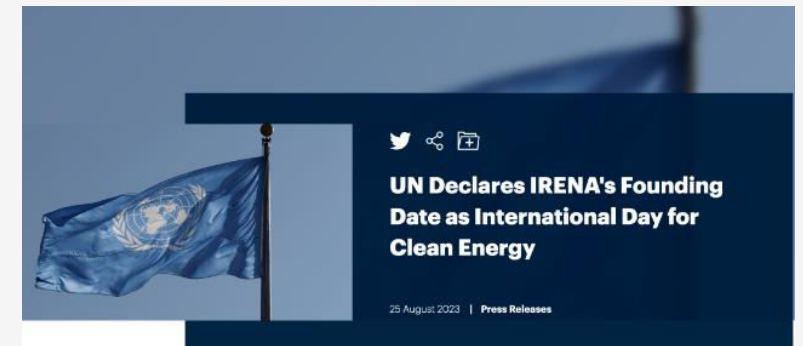 UN Declares IRENA's Founding
Date as International Day for
Clean Energy
25 August 2023 | Press Releases